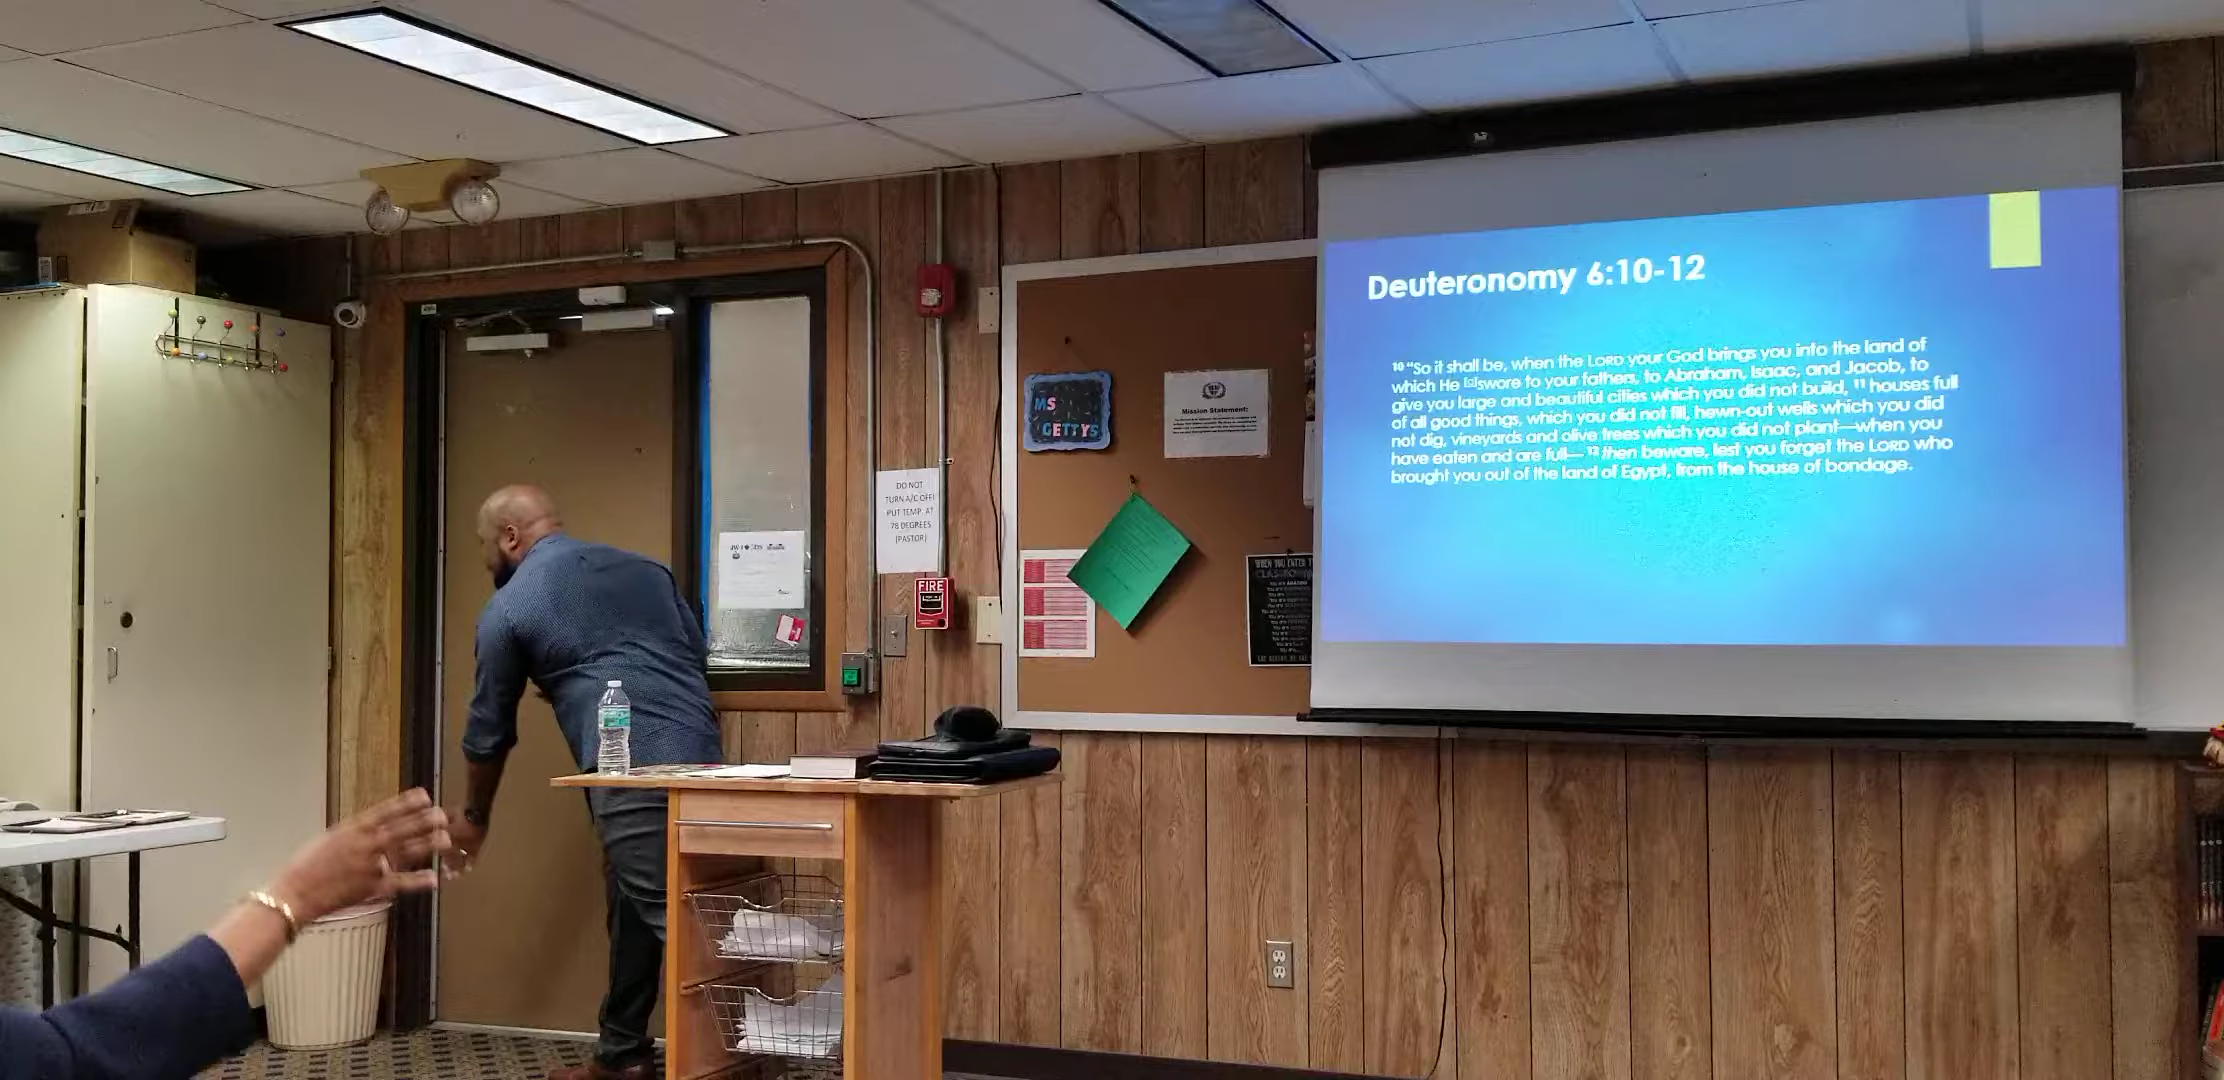 Deuteronomy 6:10-12
10 “So it shall be, when the LORD your God brings you into the land of
which He [c]swore to your fathers, to Abraham, Isaac, and Jacob, to
give you large and beautiful cities which you did not build, 11 houses full
of all good things, which you did not fill, hewn-out wells which you did
not dig, vineyards and olive trees which you did not plant—when you
have eaten and are full— 12 then beware, lest you forget the LORD who
brought you out of the land of Egypt, from the house of bondage.
MS
GETTYS
Mission Statement:
DO NOT
TURN A/C OFF!
PUT TEMP. AT
78 DEGREES
(PASTOR)
FIRE
WHEN YOU ENTER